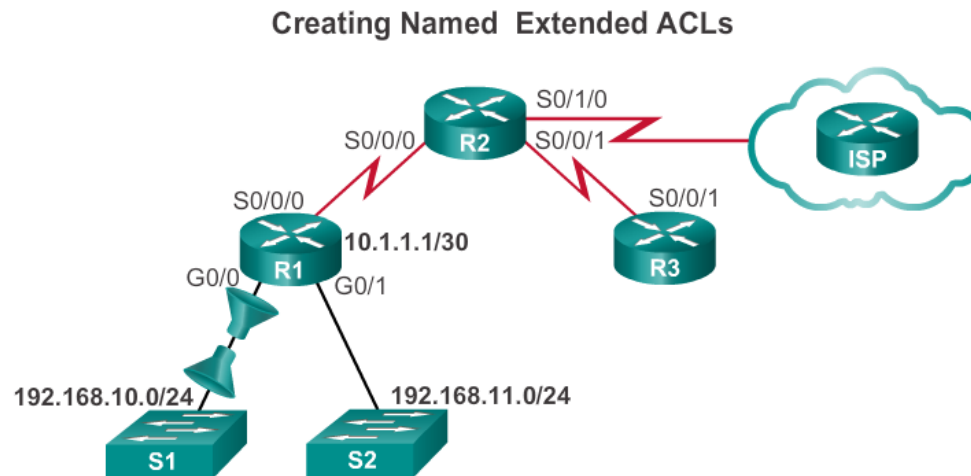 Creating Named Extended ACLs
S0/1/0
S0/0/0
R2
S0/0/1
ISP
S0/0/0
S0/0/1
10.1.1.1/30
R1
R3
G0/0
G0/1
192.168.10.0/24
192.168.11.0/24
S1
S2